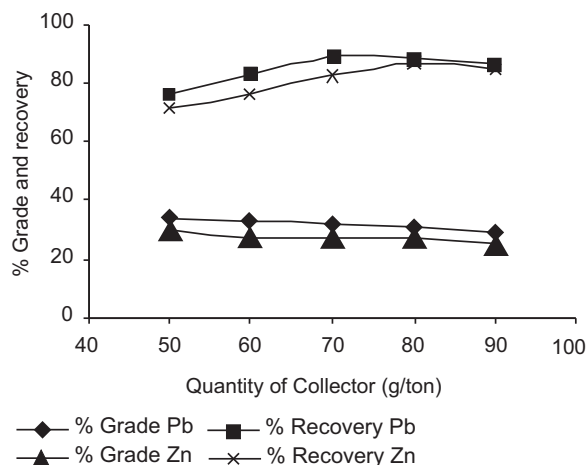 100
80
60
40
20
0
% Grade and recovery
40 50 60 70 80 90 100
Quantity of Collector (g/ton)
% Grade Pb % Recovery Pb
% Grade Zn % Recovery Zn